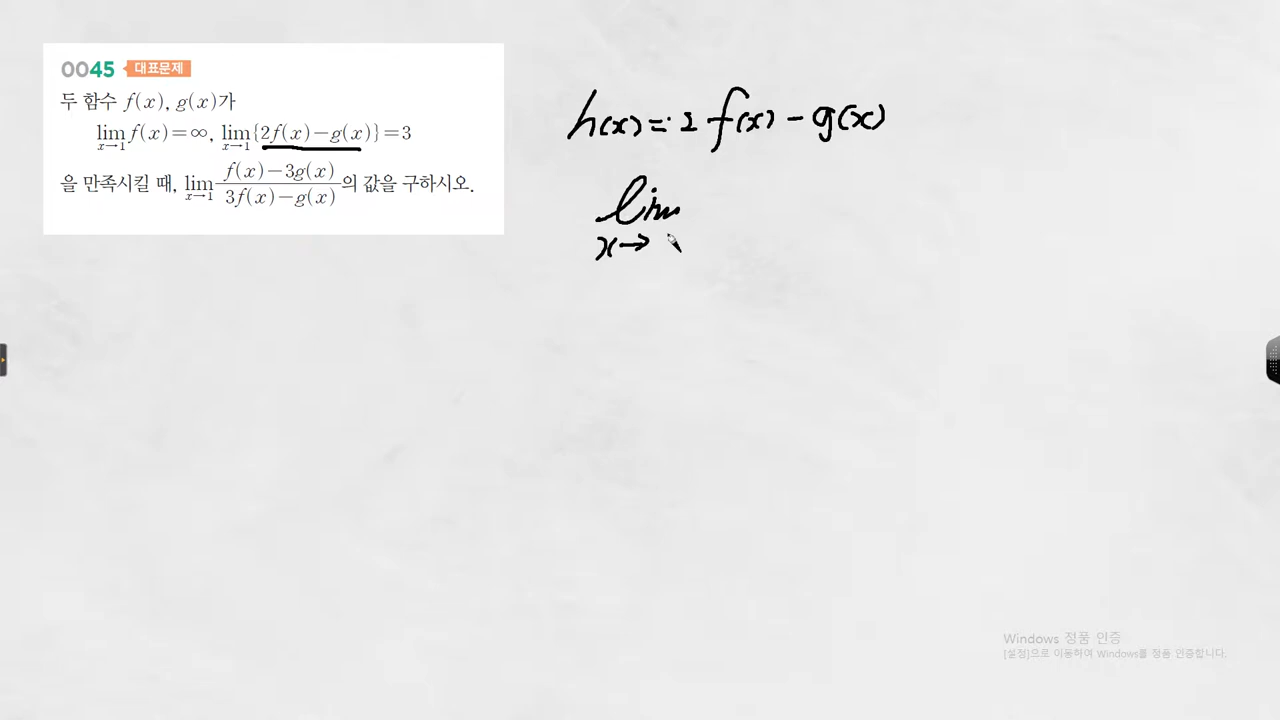 0045 대표문제
두 함수 f(x), g(x)가
lim_{x→1} f(x)=∞, lim_{x→1} {2f(x)-g(x)}=3
을 만족시킬 때, lim_{x→1} \frac{f(x)-3g(x)}{3f(x)-g(x)}의 값을 구하시오.
h(x) = 2f(x) - g(x)
lim
x→
Windows 정품 인증
[설정]으로 이동하여 Windows를 정품 인증합니다.